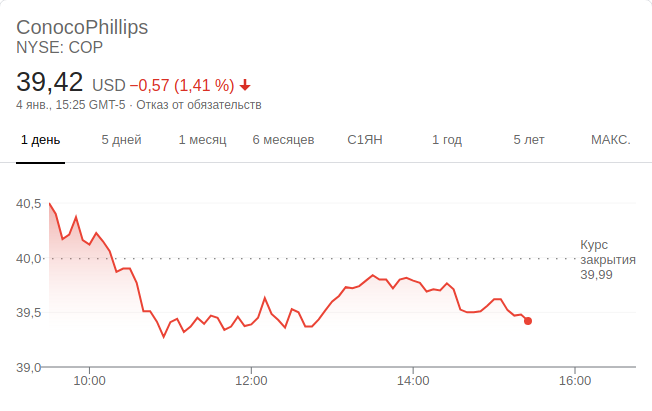 ConocoPhillips
NYSE: COP
39,42 USD −0,57 (1,41 %)
4 янв., 15:25 GMT-5 · Отказ от обязательств
1 день 5 дней 1 месяц 6 месяцев С1ЯН 1 год 5 лет МАКС.
40,5
Курс
40,0 закрытия
39,99
39,5
39,0
10:00 12:00 14:00 16:00